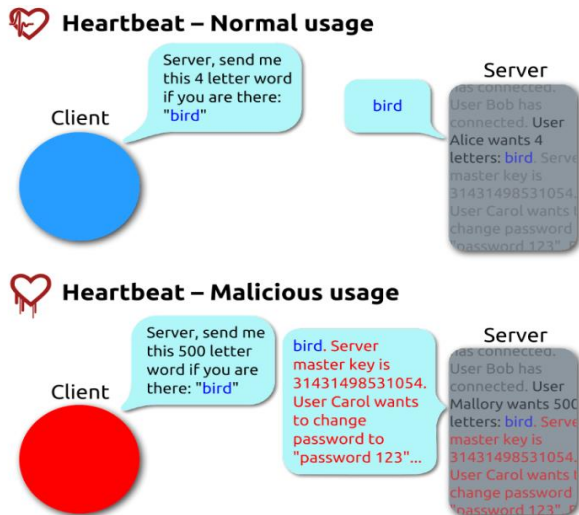 Heartbeat – Normal usage
Server, send me
this 4 letter word
if you are there:
"bird"
Client
bird
Server
has connected.
User Bob has
connected. User
Alice wants 4
letters: bird. Serve
master key is
31431498531054.
User Carol wants t
change password
"password 123".
Heartbeat – Malicious usage
Server, send me
this 500 letter
word if you are
there: "bird"
Client
bird. Server
master key is
31431498531054.
User Carol wants
to change
password to
"password 123"...
Server
has connected.
User Bob has
connected. User
Mallory wants 500
letters: bird. Serve
master key is
31431498531054.
User Carol wants t
change password
"password 123".